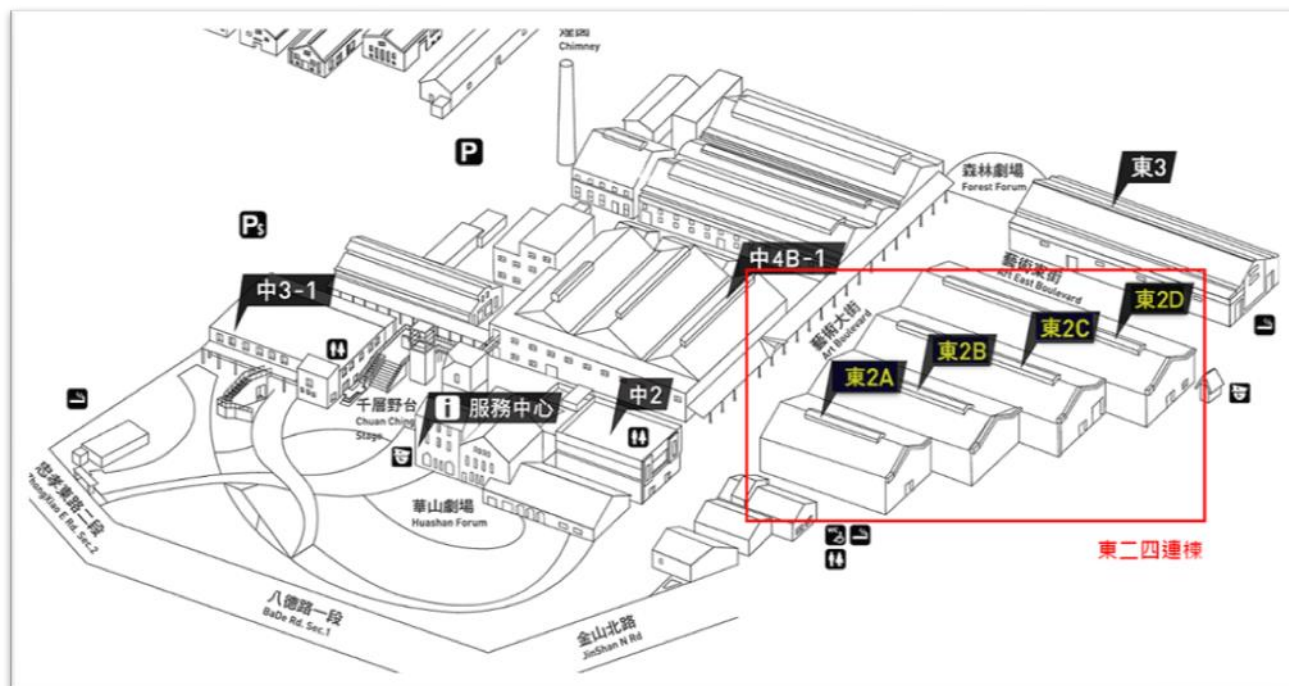 Chimney
P
森林劇場
Forest Forum
東3
Ps
中4B-1
藝術東街
Art East Boulevard
中3-1
藝術大街
Art Boulevard
東2D
東2C
東2B
東2A
千層野台
Chuan Ching
Stage
i 服務中心
中2
華山劇場
Huashan Forum
忠孝東路二段
ZhongXiao E Rd. Sec.2
東二四連棟
八德路一段
BaDe Rd. Sec.1
金山北路
JinShan N Rd